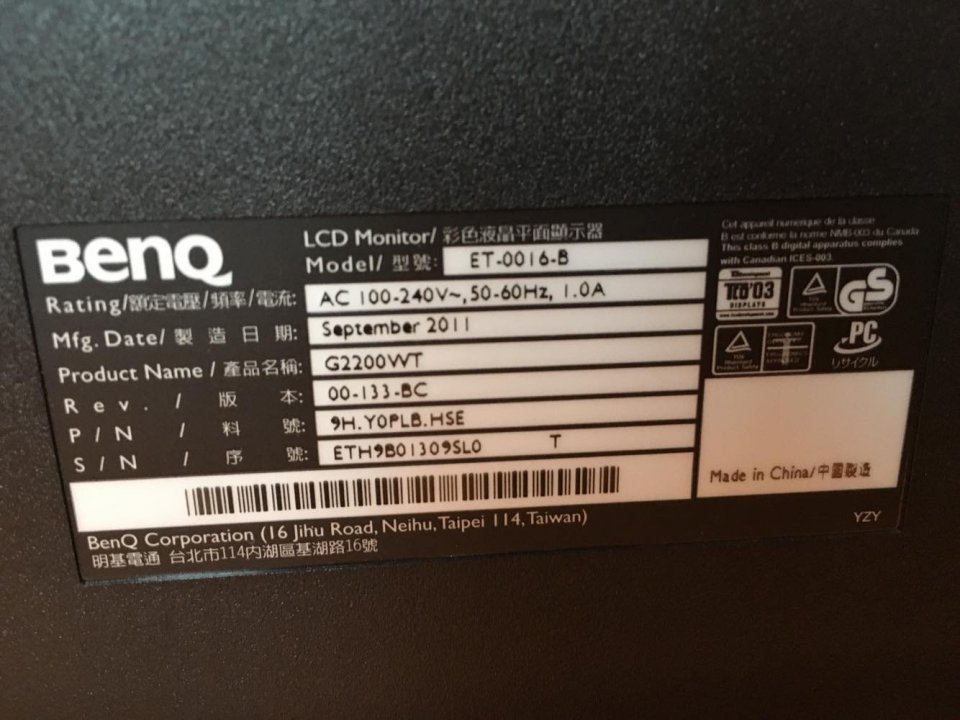 BenQ
LCD Monitor/ 彩色液晶平面顯示器
Model/ 型號: ET-0016-B
Rating/額定電壓/頻率/電流: AC 100-240V~, 50-60Hz, 1.0A
Mfg. Date/ 製 造 日 期: September 2011
Product Name / 產品名稱: G2200WT
Rev. / 版 本: 00-133-BC
P/N / 料 號: 9H.Y0PLB.HSE
S/N / 序 號: ETH9B01309SL0 T
BenQ Corporation (16 Jihu Road, Neihu, Taipei 114, Taiwan)
明基電通 台北市114內湖區基湖路16號
Cet appareil numerique de la classe
B est conforme la norme NMB-003 du Canada
This class B digital apparatus complies
with Canadian ICES-003.
TCO'03
DISPLAYS
TÜV
GS
TÜV
PC
リサイクル
Made in China/中國製造
YZY